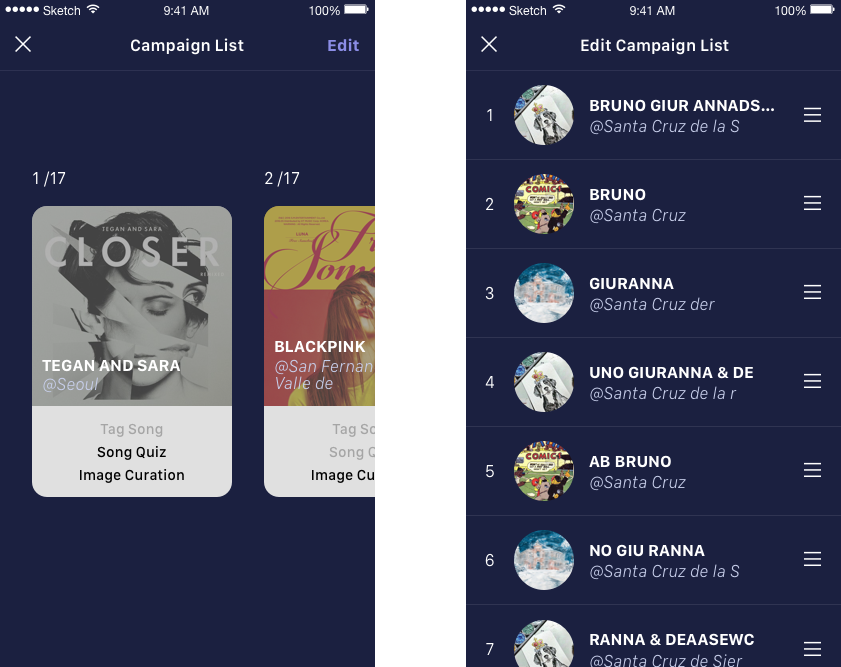 Sketch 9:41 AM 100%
Campaign List Edit
1 /17
2 /17
TEGAN AND SARA
CLOSER
REMIXED
TEGAN AND SARA
@Seoul
Tag Song
Song Quiz
Image Curation
LUNA
BLACKPINK
@San Fernan
Valle de
Tag So
Song Q
Image Cu
Sketch 9:41 AM 100%
Edit Campaign List
1
BRUNO GIUR ANNADS...
@Santa Cruz de la S
2
COMICS
BRUNO
@Santa Cruz
3
GIURANNA
@Santa Cruz der
4
UNO GIURANNA & DE
@Santa Cruz de la r
5
COMICS
AB BRUNO
@Santa Cruz
6
NO GIU RANNA
@Santa Cruz de la S
7
RANNA & DEAASEWC
@Santa Cruz de Sier